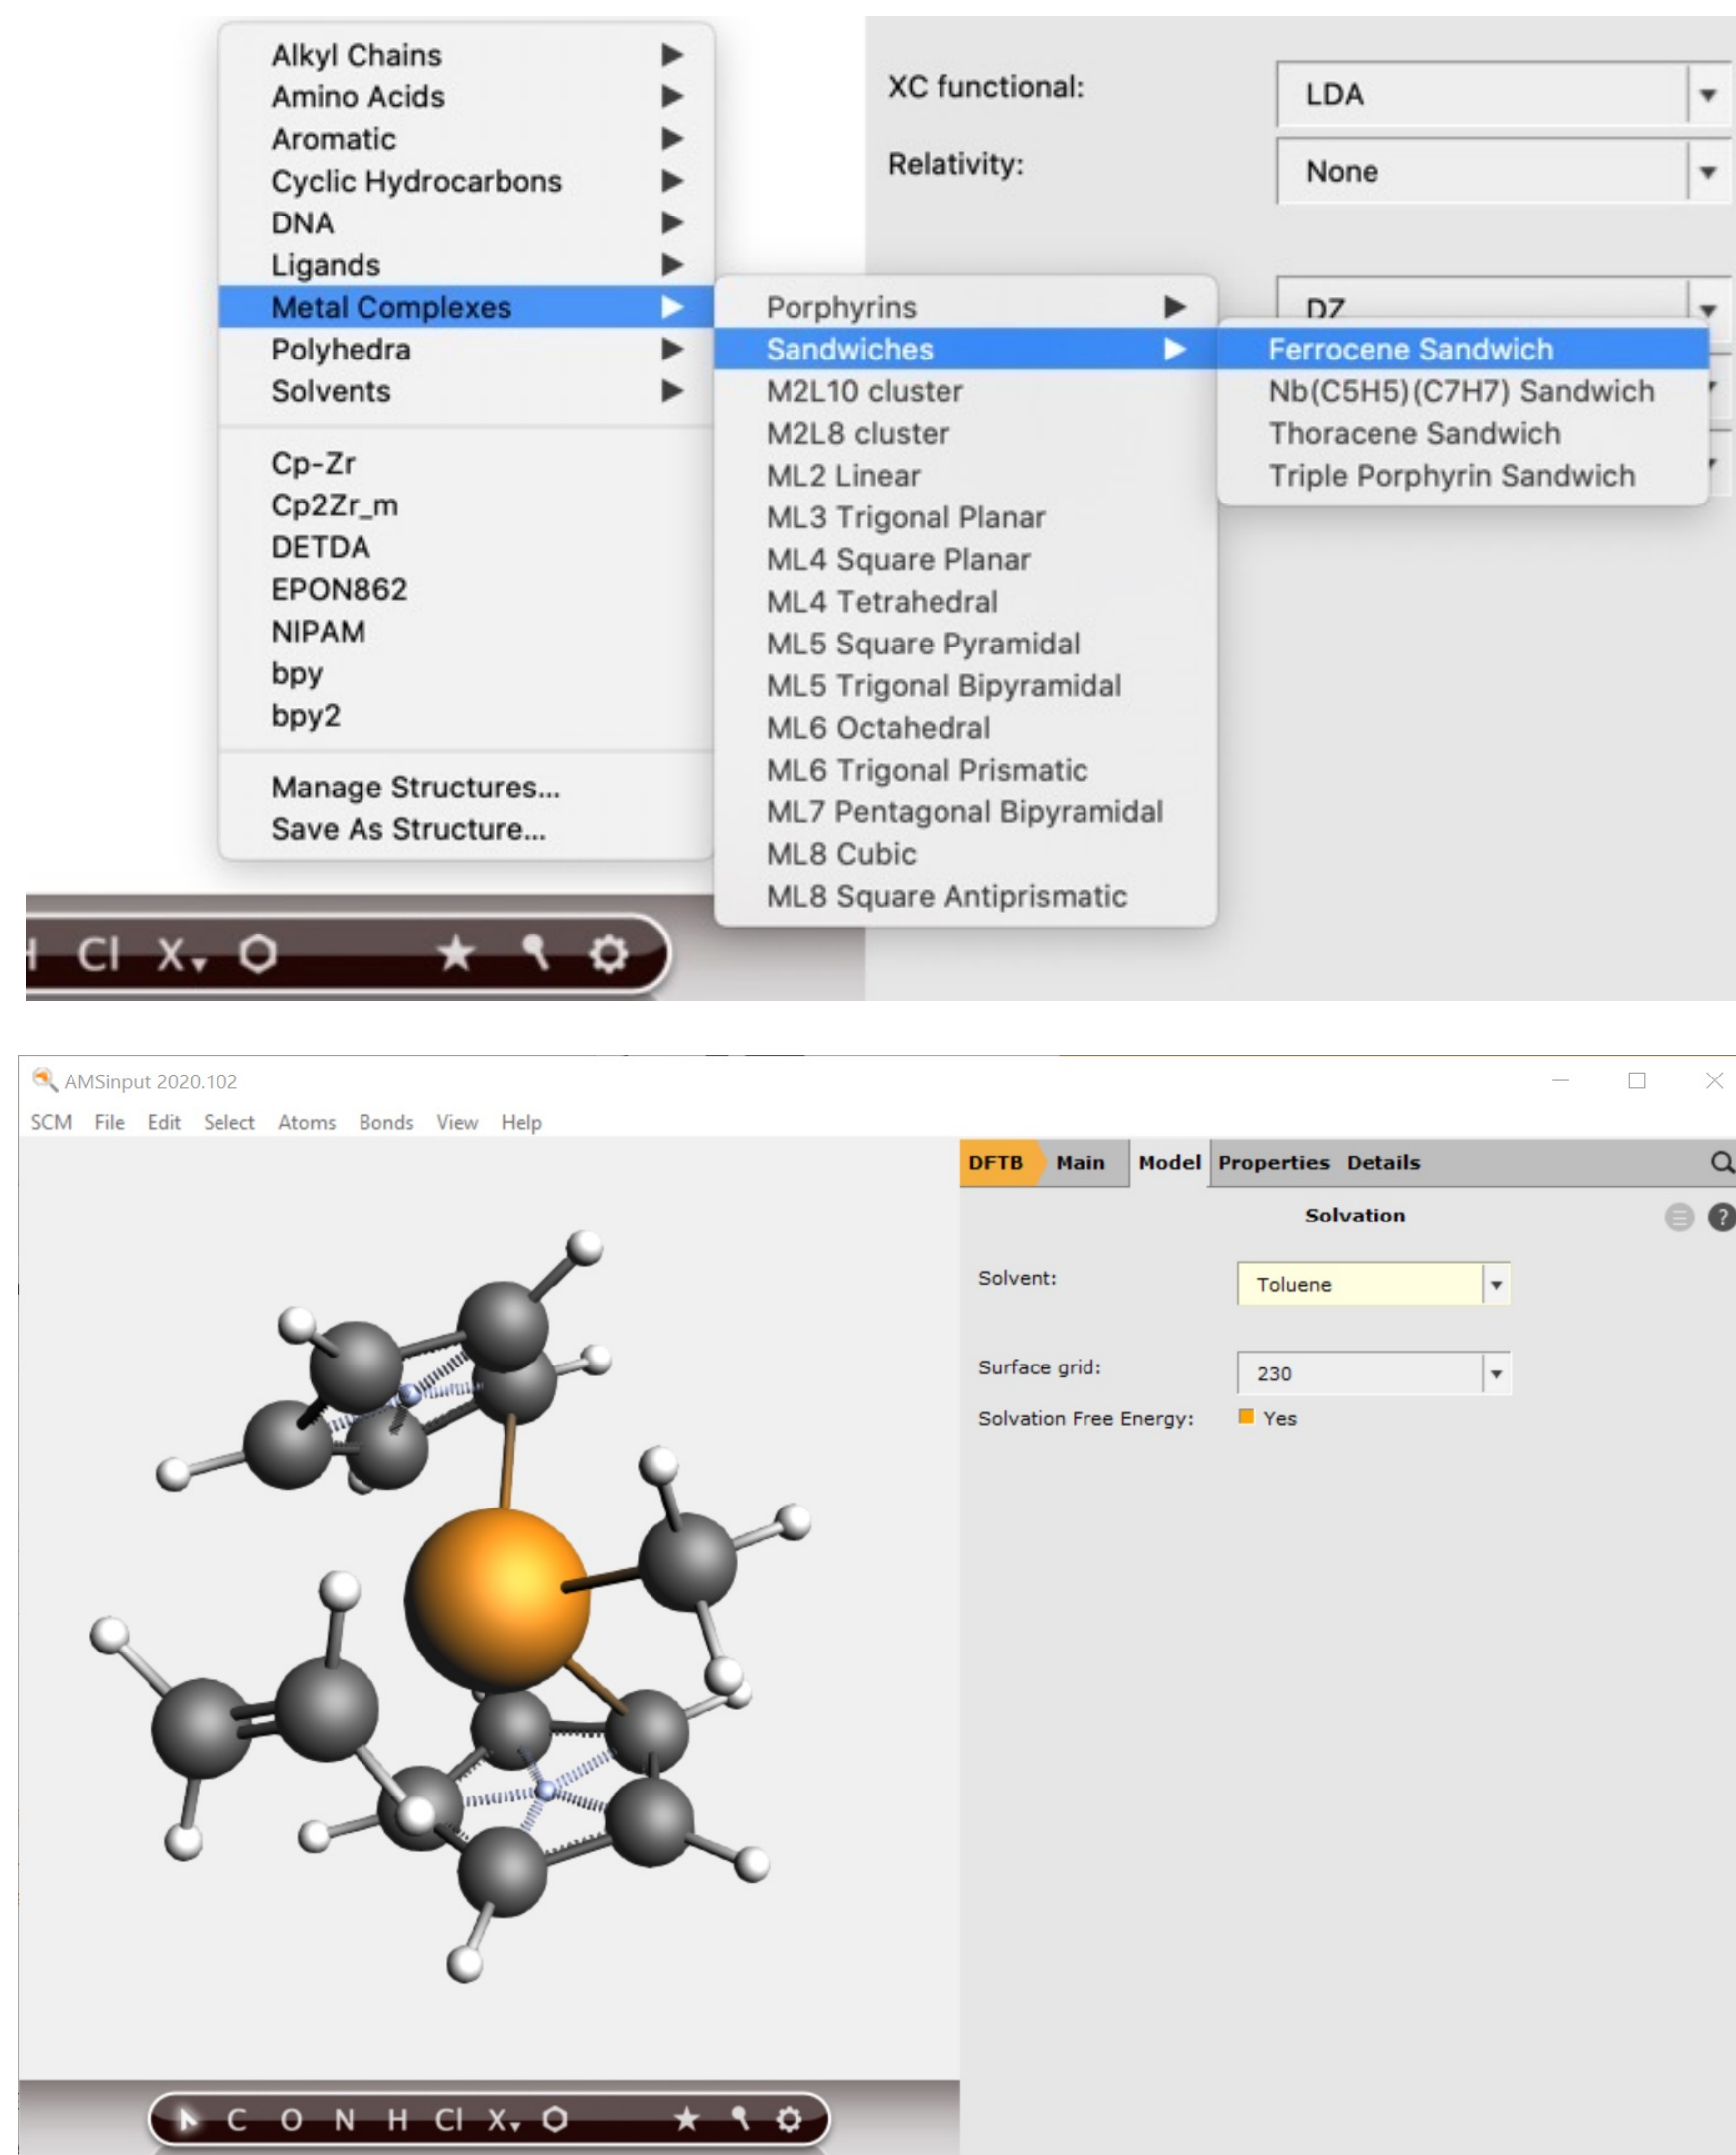 Alkyl Chains
Amino Acids
Aromatic
Cyclic Hydrocarbons
DNA
Ligands
Metal Complexes
Polyhedra
Solvents
Cp-Zr
Cp2Zr_m
DETDA
EPON862
NIPAM
bpy
bpy2
Manage Structures...
Save As Structure...
Porphyrins
Sandwiches
M2L10 cluster
M2L8 cluster
ML2 Linear
ML3 Trigonal Planar
ML4 Square Planar
ML4 Tetrahedral
ML5 Square Pyramidal
ML5 Trigonal Bipyramidal
ML6 Octahedral
ML6 Trigonal Prismatic
ML7 Pentagonal Bipyramidal
ML8 Cubic
ML8 Square Antiprismatic
Ferrocene Sandwich
Nb(C5H5)(C7H7) Sandwich
Thoracene Sandwich
Triple Porphyrin Sandwich
XC functional: LDA
Relativity: None
DZ
H Cl X
AMSinput 2020.102
SCM File Edit Select Atoms Bonds View Help
DFTB Main Model Properties Details
Solvation
?
Solvent: Toluene
Surface grid: 230
Solvation Free Energy: Yes
C O N H Cl X